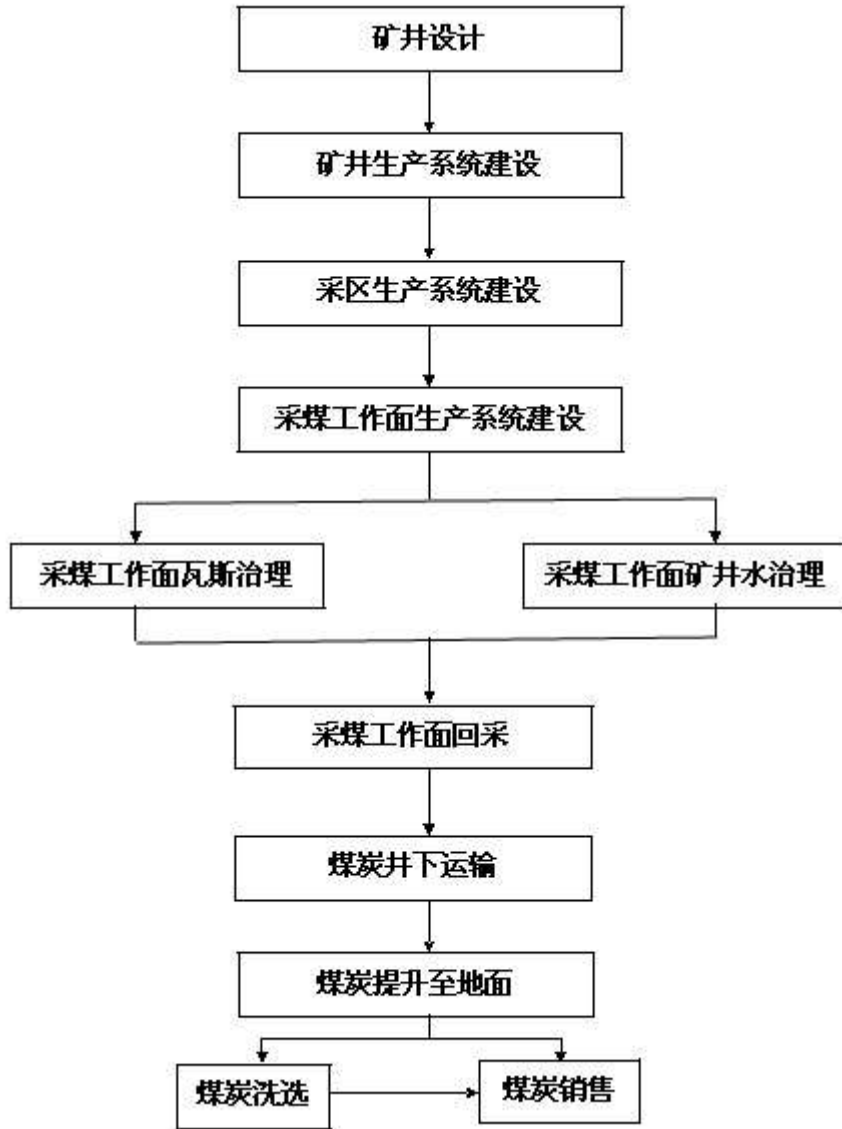 矿井设计
矿井生产系统建设
采区生产系统建设
采煤工作面生产系统建设
采煤工作面瓦斯治理
采煤工作面矿井水治理
采煤工作面回采
煤炭井下运输
煤炭提升至地面
煤炭洗选
煤炭销售